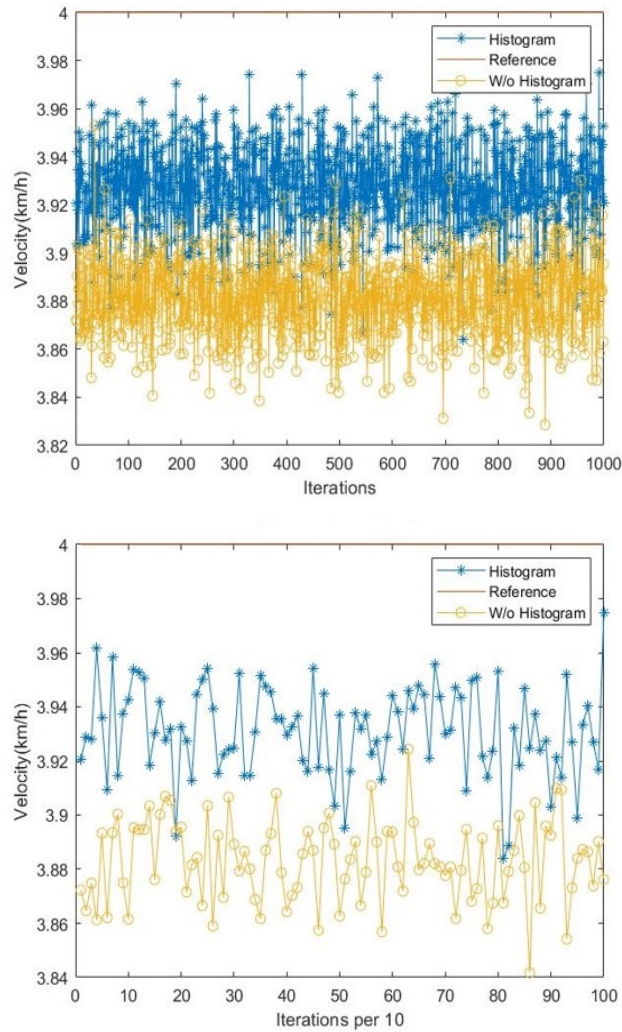 4
3.98
3.96
3.94
3.92
3.9
3.88
3.86
3.84
3.82
Velocity(km/h)
Histogram
Reference
W/o Histogram
0 100 200 300 400 500 600 700 800 900 1000
Iterations
4
3.98
3.96
3.94
3.92
3.9
3.88
3.86
3.84
Velocity(km/h)
Histogram
Reference
W/o Histogram
0 10 20 30 40 50 60 70 80 90 100
Iterations per 10